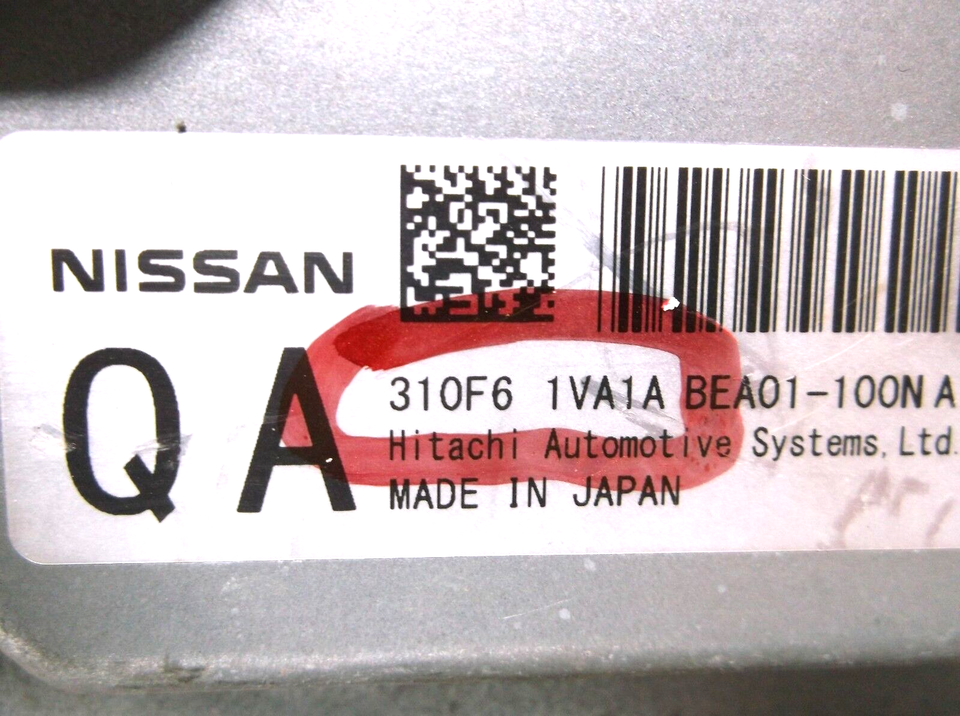 NISSAN
QA
310F6 1VA1A BEA01-100N A
Hitachi Automotive Systems, Ltd.
MADE IN JAPAN